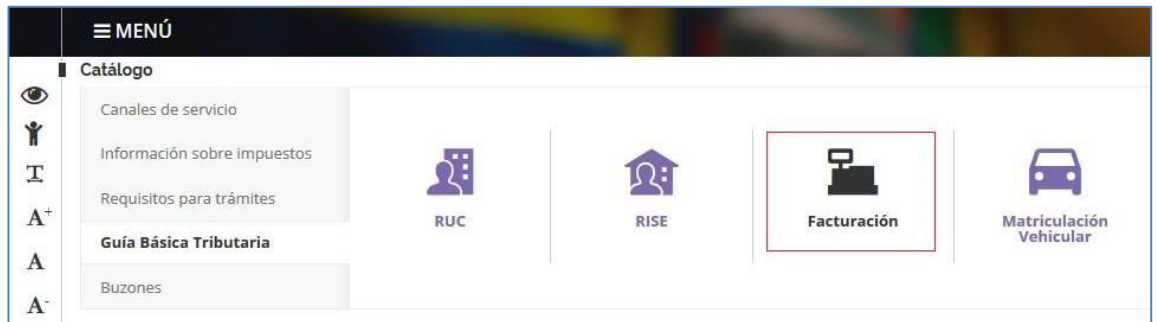 ≡ MENÚ
Catálogo
Canales de servicio
Información sobre impuestos
Requisitos para trámites
Guía Básica Tributaria
Buzones
RUC
RISE
Facturación
Matriculación
Vehicular
T
A+
A
A-